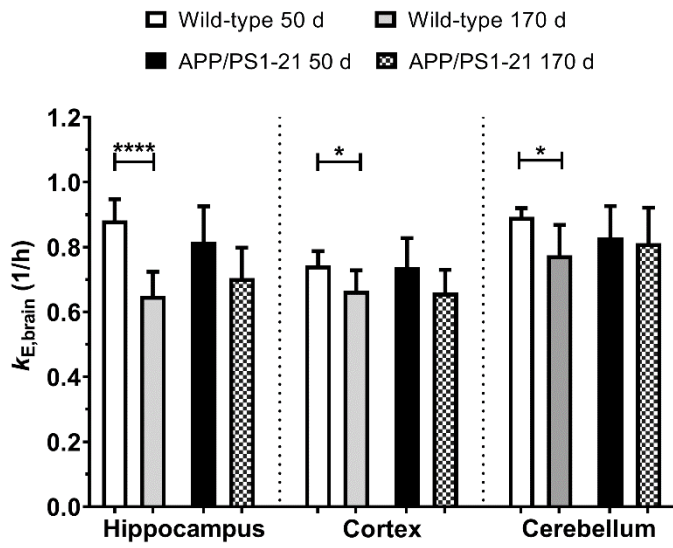 Wild-type 50 d Wild-type 170 d
APP/PS1-21 50 d APP/PS1-21 170 d
1.2
1.0
0.8
0.6
0.4
0.2
0.0
kE,brain (1/h)
**** * *
Hippocampus Cortex Cerebellum